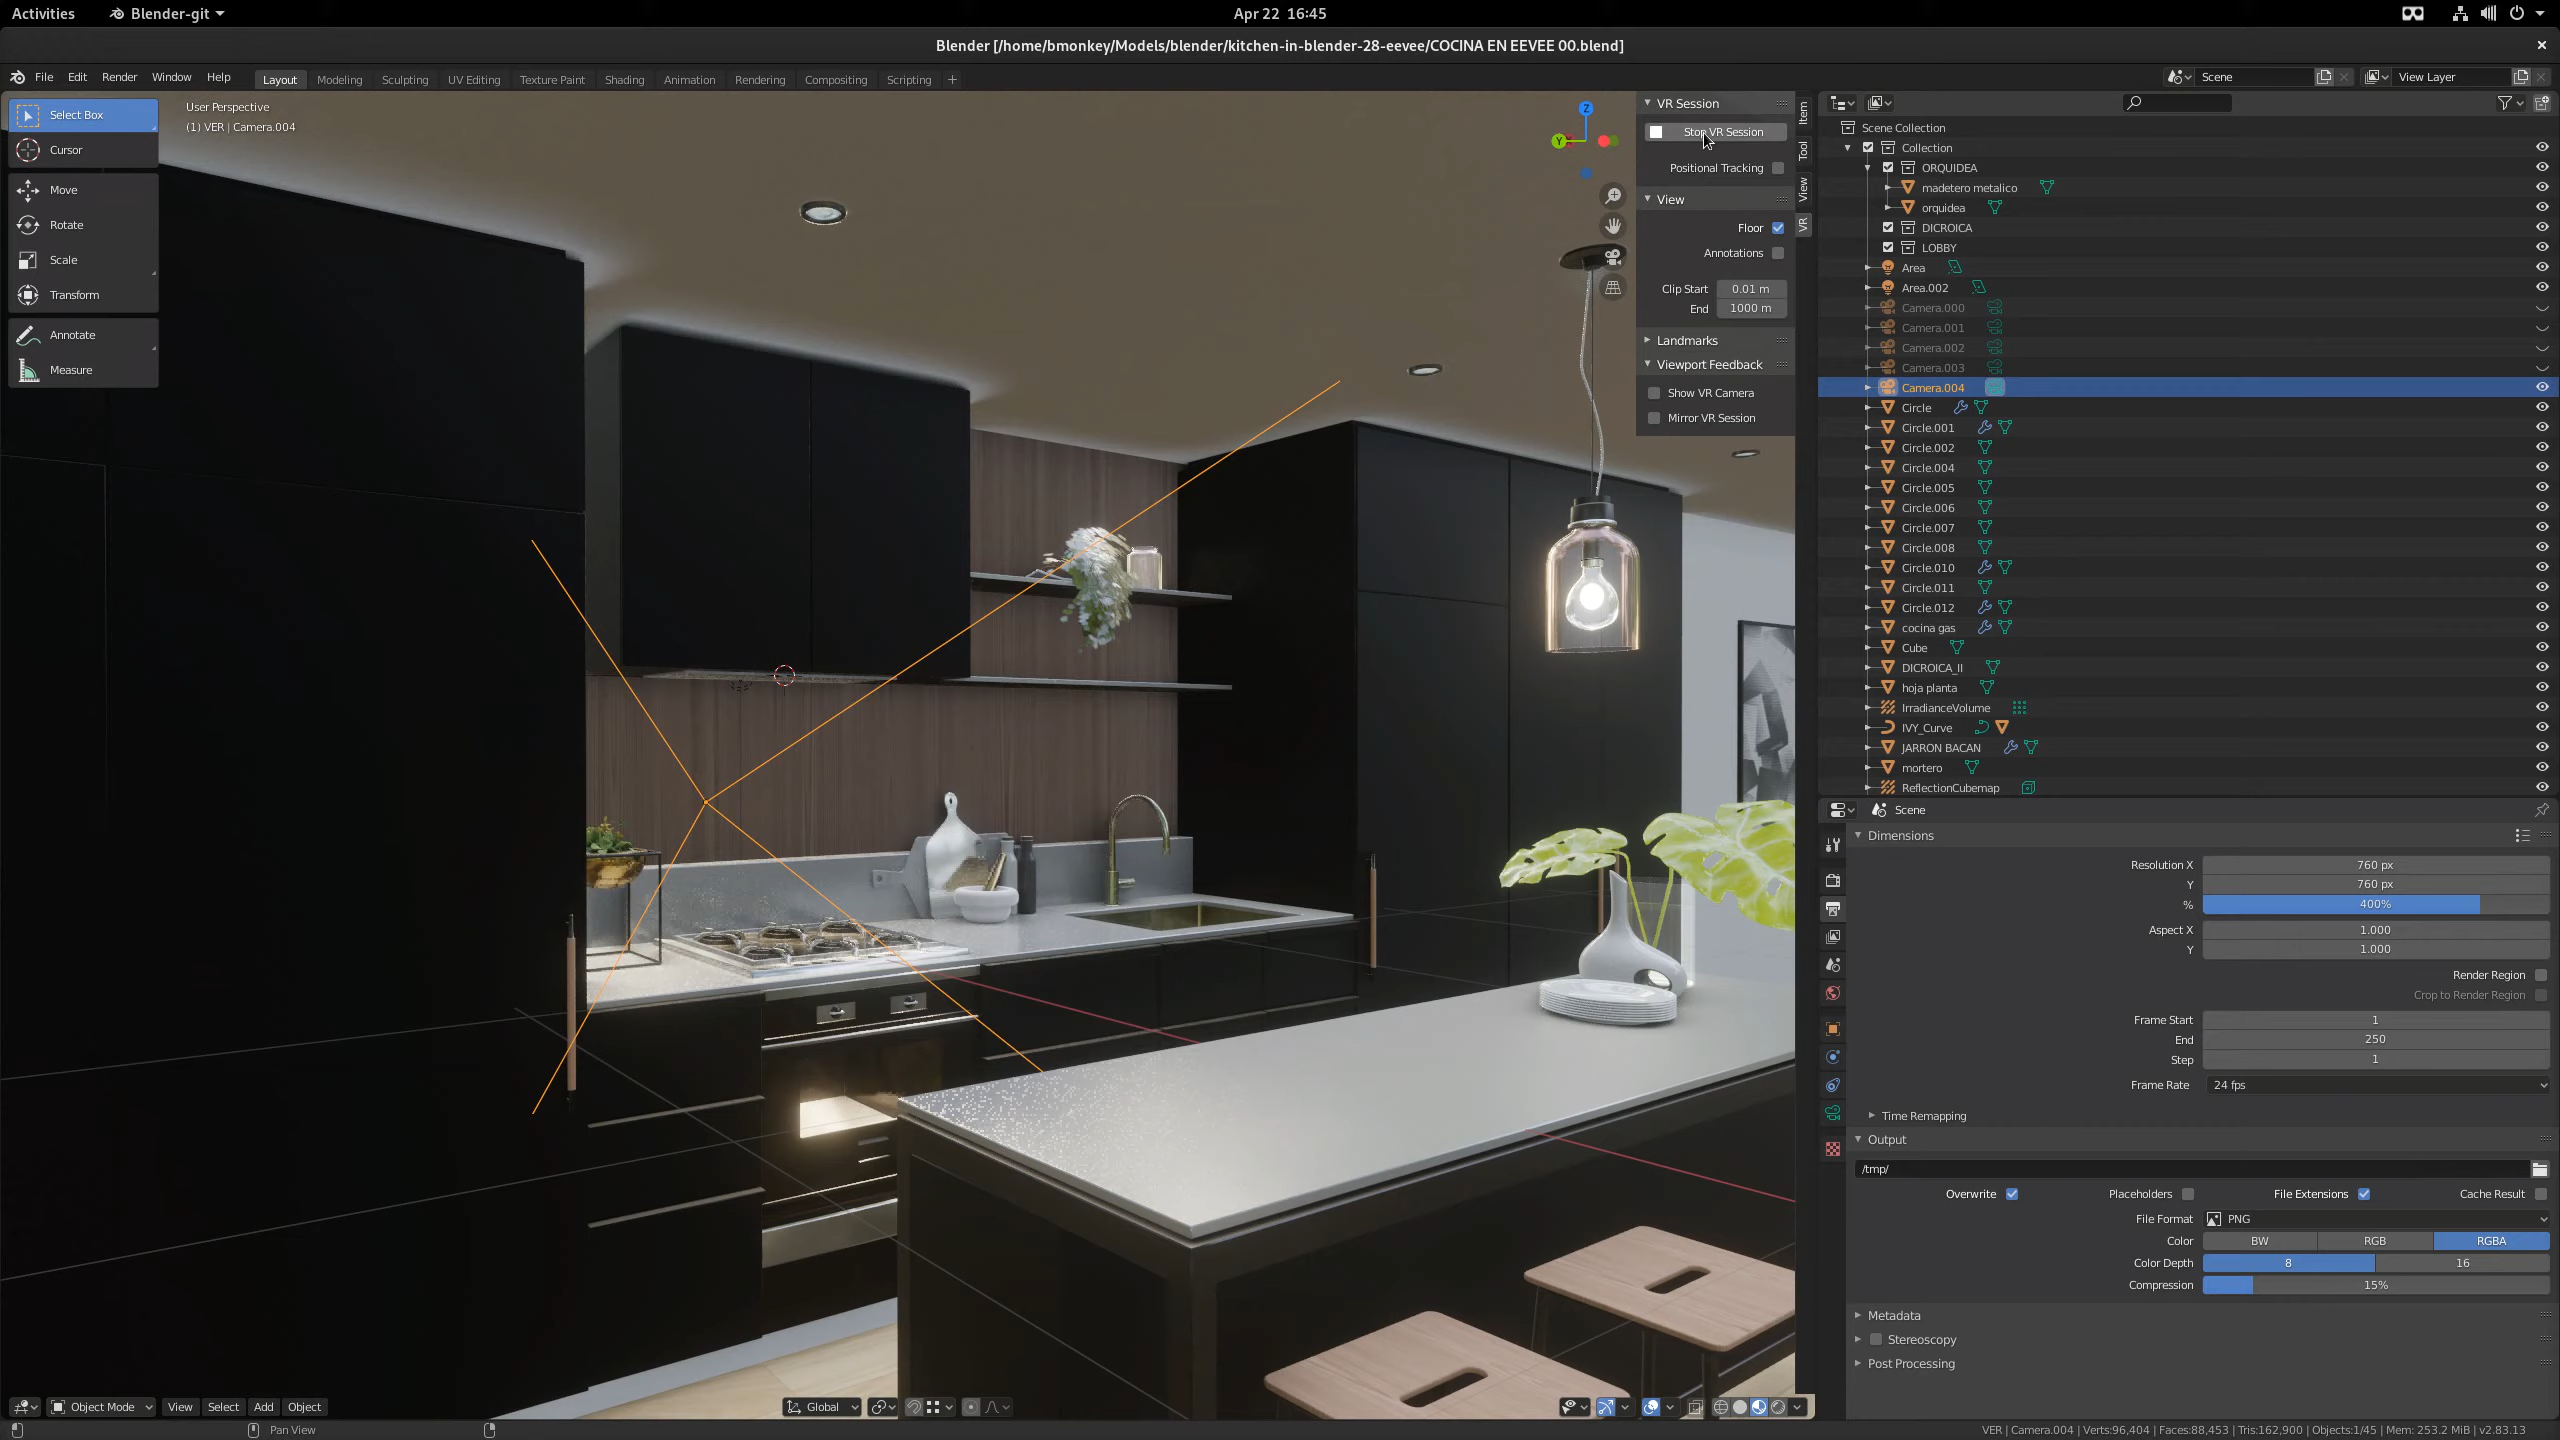 Activities
Blender-git
Apr 22 16:45
Blender [/home/bmonkey/Models/blender/kitchen-in-blender-28-eevee/COCINA EN EEVEE 00.blend]
File Edit Render Window Help
Layout Modeling Sculpting UV Editing Texture Paint Shading Animation Rendering Compositing Scripting +
Scene
View Layer
Select Box
Cursor
Move
Rotate
Scale
Transform
Annotate
Measure
User Perspective
(1) VER | Camera.004
Z
Y
VR Session
Stop VR Session
Positional Tracking
View
Floor
Annotations
Clip Start 0.01 m
End 1000 m
Landmarks
Viewport Feedback
Show VR Camera
Mirror VR Session
Item
Tool
View
VR
Scene Collection
Collection
ORQUIDEA
madetero metalico
orquidea
DICROICA
LOBBY
Area
Area.002
Camera.000
Camera.001
Camera.002
Camera.003
Camera.004
Circle
Circle.001
Circle.002
Circle.004
Circle.005
Circle.006
Circle.007
Circle.008
Circle.010
Circle.011
Circle.012
cocina gas
Cube
DICROICA_II
hoja planta
IrradianceVolume
IVY_Curve
JARRON BACAN
mortero
ReflectionCubemap
Scene
Dimensions
Resolution X 760 px
Y 760 px
% 400%
Aspect X 1.000
Y 1.000
Render Region
Crop to Render Region
Frame Start 1
End 250
Step 1
Frame Rate 24 fps
Time Remapping
Output
/tmp/
Overwrite Placeholders File Extensions Cache Result
File Format PNG
Color BW RGB RGBA
Color Depth 8 16
Compression 15%
Metadata
Stereoscopy
Post Processing
Object Mode View Select Add Object
Global
Pan View
VER | Camera.004 | Verts:96,404 | Faces:88,453 | Tris:162,900 | Objects:1/45 | Mem: 253.2 MiB | v2.83.13